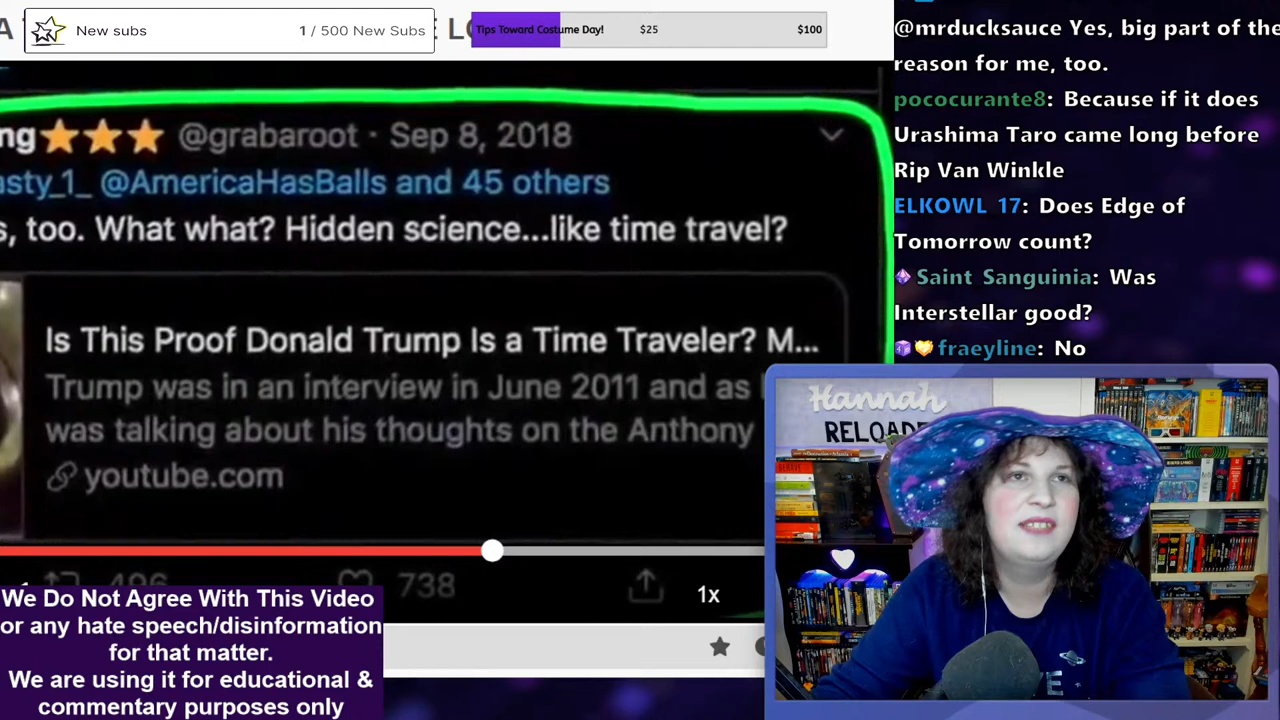 A
New subs
1 / 500 New Subs
E LO
Tips Toward Costume Day!
$25
$100
ng⭐⭐⭐ @grabaroot · Sep 8, 2018
asty_1_ @AmericaHasBalls and 45 others
s, too. What what? Hidden science...like time travel?
Is This Proof Donald Trump Is a Time Traveler? M...
Trump was in an interview in June 2011 and as
was talking about his thoughts on the Anthony
youtube.com
496
738
1x
We Do Not Agree With This Video
or any hate speech/disinformation
for that matter.
We are using it for educational &
commentary purposes only
@mrducksauce Yes, big part of the
reason for me, too.
pococurante8: Because if it does
Urashima Taro came long before
Rip Van Winkle
ELKOWL 17: Does Edge of
Tomorrow count?
Saint Sanguinia: Was
Interstellar good?
fraeyline: No
Hannah
RELOADE
E